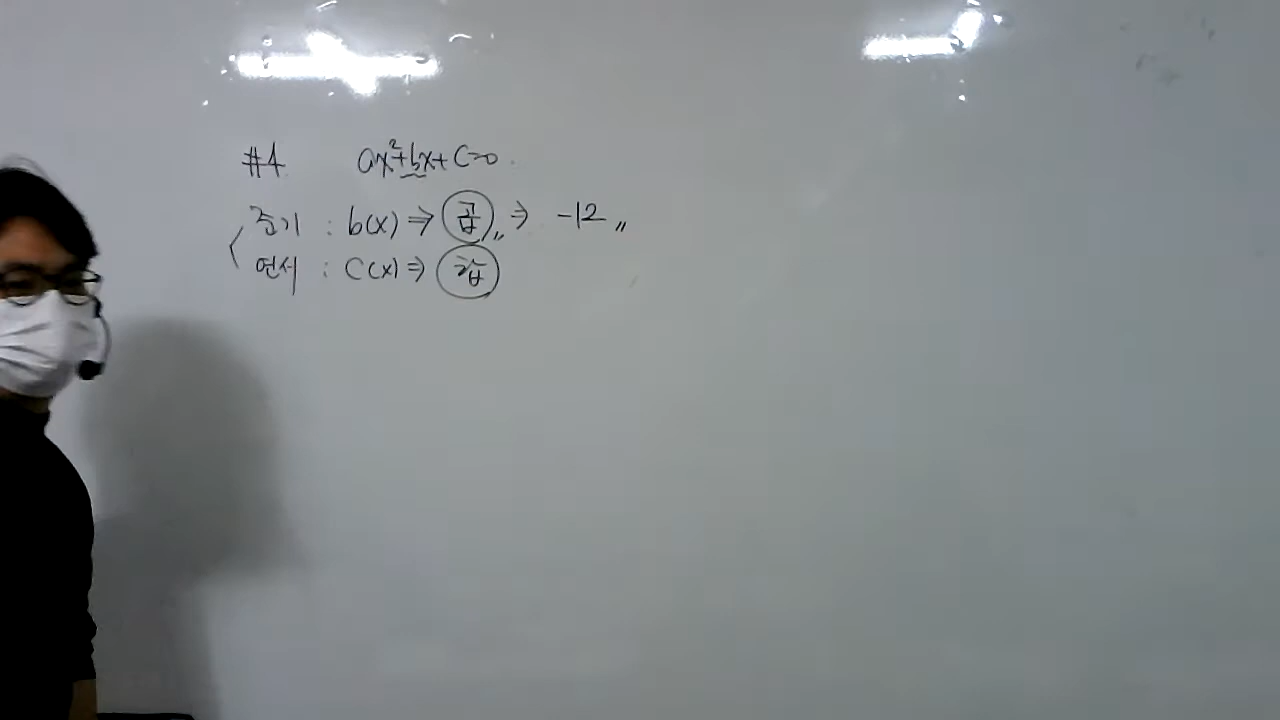 #4 ax²+bx+c=0.
준기 : b(x) ⇒ 곱〃 ⇒ -12〃
연서 : C(x) ⇒ 합